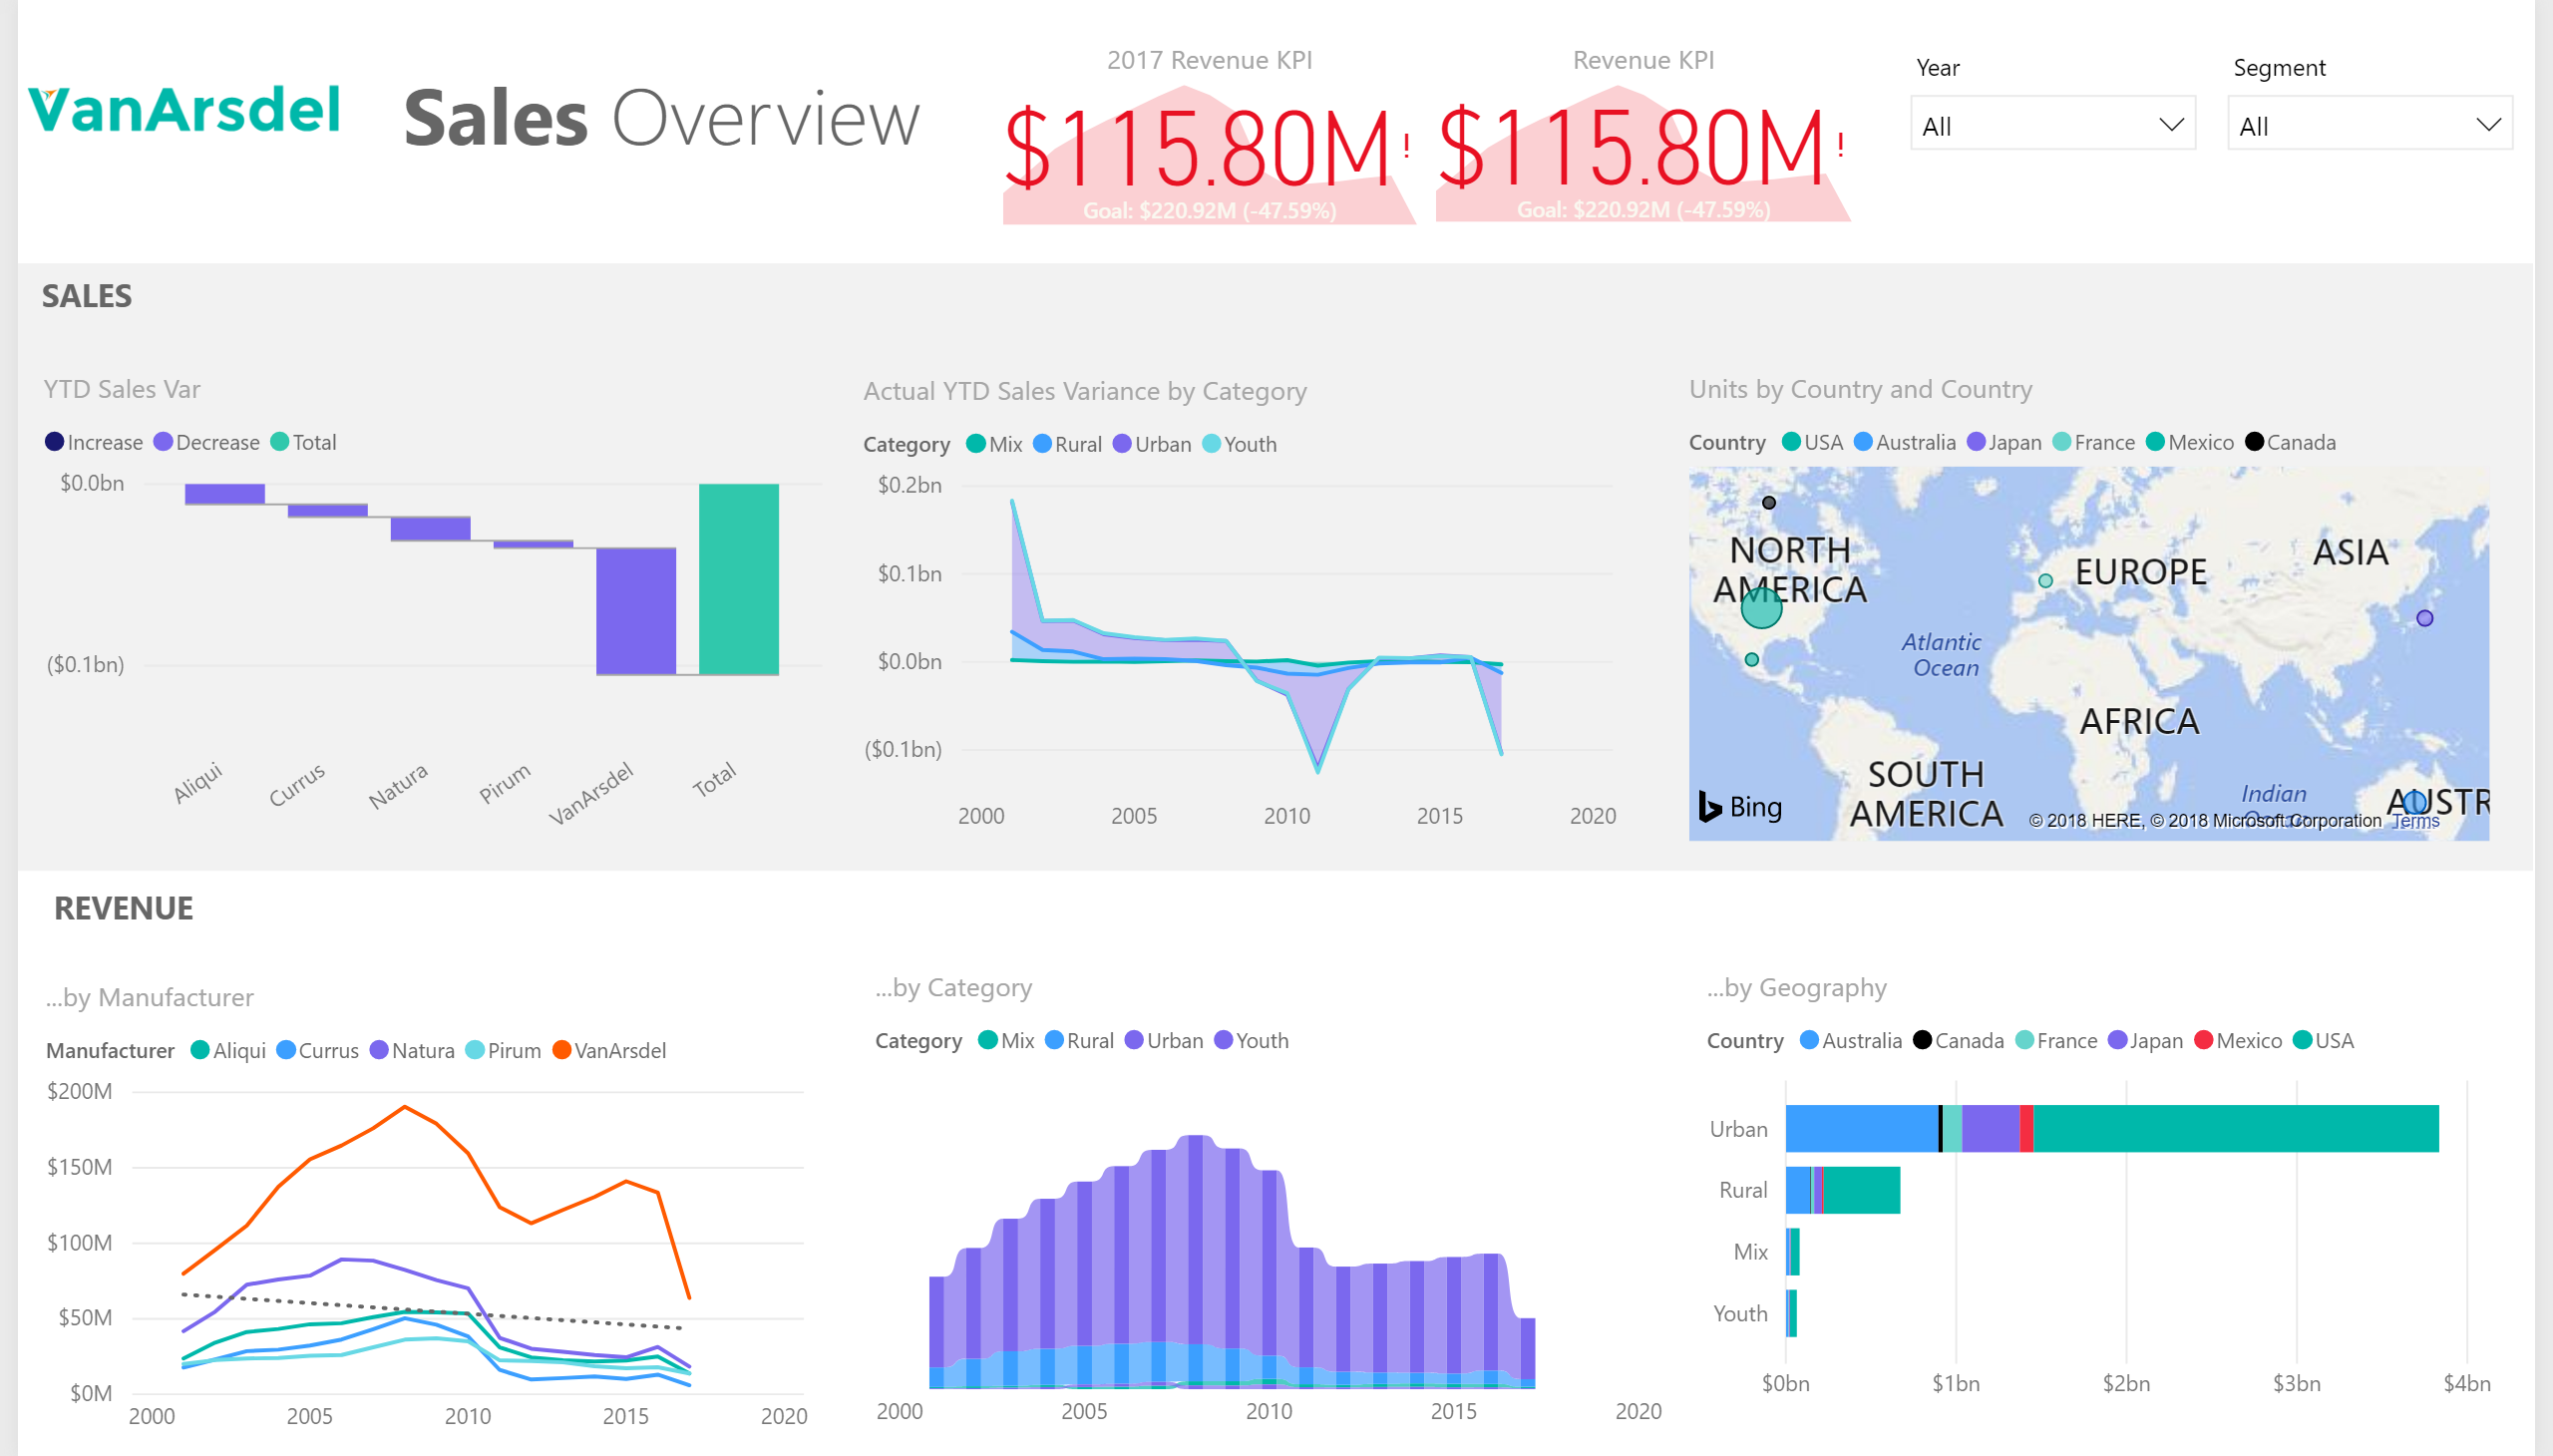 VanArsdel
Sales Overview
2017 Revenue KPI
$115.80M!
Goal: $220.92M (-47.59%)
Revenue KPI
$115.80M!
Goal: $220.92M (-47.59%)
Year
All
Segment
All
SALES
YTD Sales Var
Increase Decrease Total
$0.0bn
($0.1bn)
Aliqui Currus Natura Pirum VanArsdel Total
Actual YTD Sales Variance by Category
Category Mix Rural Urban Youth
$0.2bn
$0.1bn
$0.0bn
($0.1bn)
2000 2005 2010 2015 2020
Units by Country and Country
Country USA Australia Japan France Mexico Canada
NORTH
AMERICA
EUROPE
ASIA
Atlantic
Ocean
AFRICA
SOUTH
AMERICA
Indian
AUSTR
Bing
© 2018 HERE, © 2018 Microsoft Corporation Terms
REVENUE
...by Manufacturer
Manufacturer Aliqui Currus Natura Pirum VanArsdel
$200M
$150M
$100M
$50M
$0M
2000 2005 2010 2015 2020
...by Category
Category Mix Rural Urban Youth
2000 2005 2010 2015 2020
...by Geography
Country Australia Canada France Japan Mexico USA
Urban
Rural
Mix
Youth
$0bn $1bn $2bn $3bn $4bn